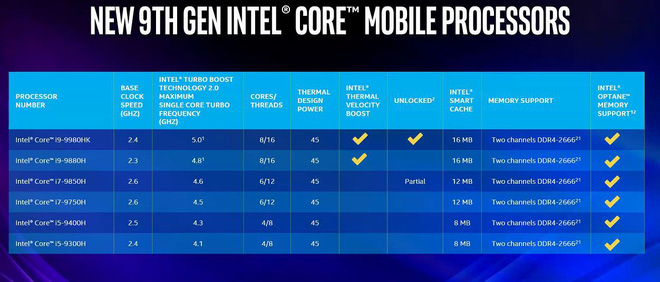 NEW 9TH GEN INTEL® CORE™ MOBILE PROCESSORS
PROCESSOR NUMBER BASE CLOCK SPEED (GHZ) INTEL® TURBO BOOST TECHNOLOGY 2.0 MAXIMUM SINGLE CORE TURBO FREQUENCY (GHZ) CORES/ THREADS THERMAL DESIGN POWER INTEL® THERMAL VELOCITY BOOST UNLOCKED² INTEL® SMART CACHE MEMORY SUPPORT INTEL® OPTANE™ MEMORY SUPPORT¹²
Intel® Core™ I9-9980HK 2.4 5.0¹ 8/16 45 ✓ ✓ 16 MB Two channels DDR4-2666²¹ ✓
Intel® Core™ I9-9880H 2.3 4.8¹ 8/16 45 ✓ 16 MB Two channels DDR4-2666²¹ ✓
Intel® Core™ I7-9850H 2.6 4.6 6/12 45 Partial 12 MB Two channels DDR4-2666²¹ ✓
Intel® Core™ I7-9750H 2.6 4.5 6/12 45 12 MB Two channels DDR4-2666²¹ ✓
Intel® Core™ I5-9400H 2.5 4.3 4/8 45 8 MB Two channels DDR4-2666²¹ ✓
Intel® Core™ I5-9300H 2.4 4.1 4/8 45 8 MB Two channels DDR4-2666²¹ ✓